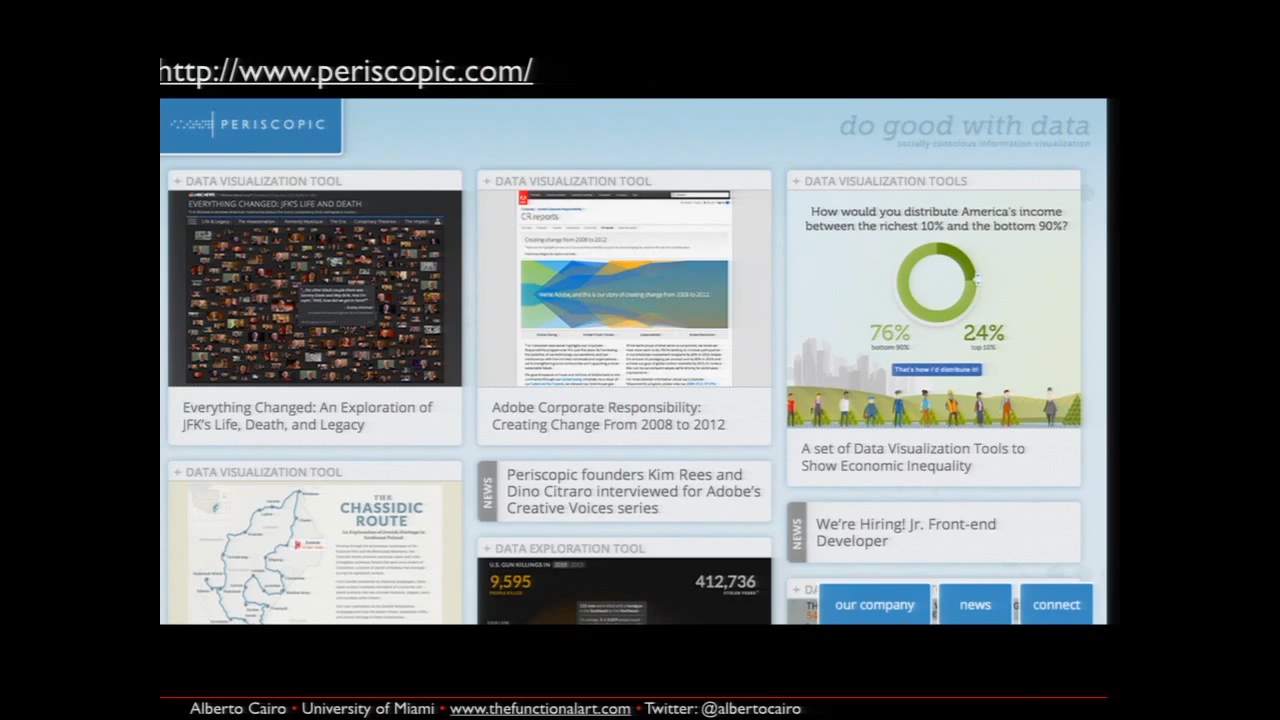 http://www.periscopic.com/
PERISCOPIC
do good with data
socially conscious information visualization
+ DATA VISUALIZATION TOOL
EVERYTHING CHANGED: JFK'S LIFE AND DEATH
Everything Changed: An Exploration of
JFK's Life, Death, and Legacy
+ DATA VISUALIZATION TOOL
THE
CHASSIDIC
ROUTE
+ DATA VISUALIZATION TOOL
CR reports
Creating change from 2008 to 2012
We're Adobe, and this is our story of creating change from 2008 to 2012.
Adobe Corporate Responsibility:
Creating Change From 2008 to 2012
NEWS
Periscopic founders Kim Rees and
Dino Citraro interviewed for Adobe's
Creative Voices series
+ DATA EXPLORATION TOOL
U.S. GUN KILLINGS IN
9,595
PEOPLE KILLED
412,736
STOLEN YEARS
+ DATA VISUALIZATION TOOLS
How would you distribute America's income
between the richest 10% and the bottom 90%?
76%
bottom 90%
24%
top 10%
That's how I'd distribute it!
A set of Data Visualization Tools to
Show Economic Inequality
NEWS
We're Hiring! Jr. Front-end
Developer
our company
news
connect
Alberto Cairo • University of Miami • www.thefunctionalart.com • Twitter: @albertocairo